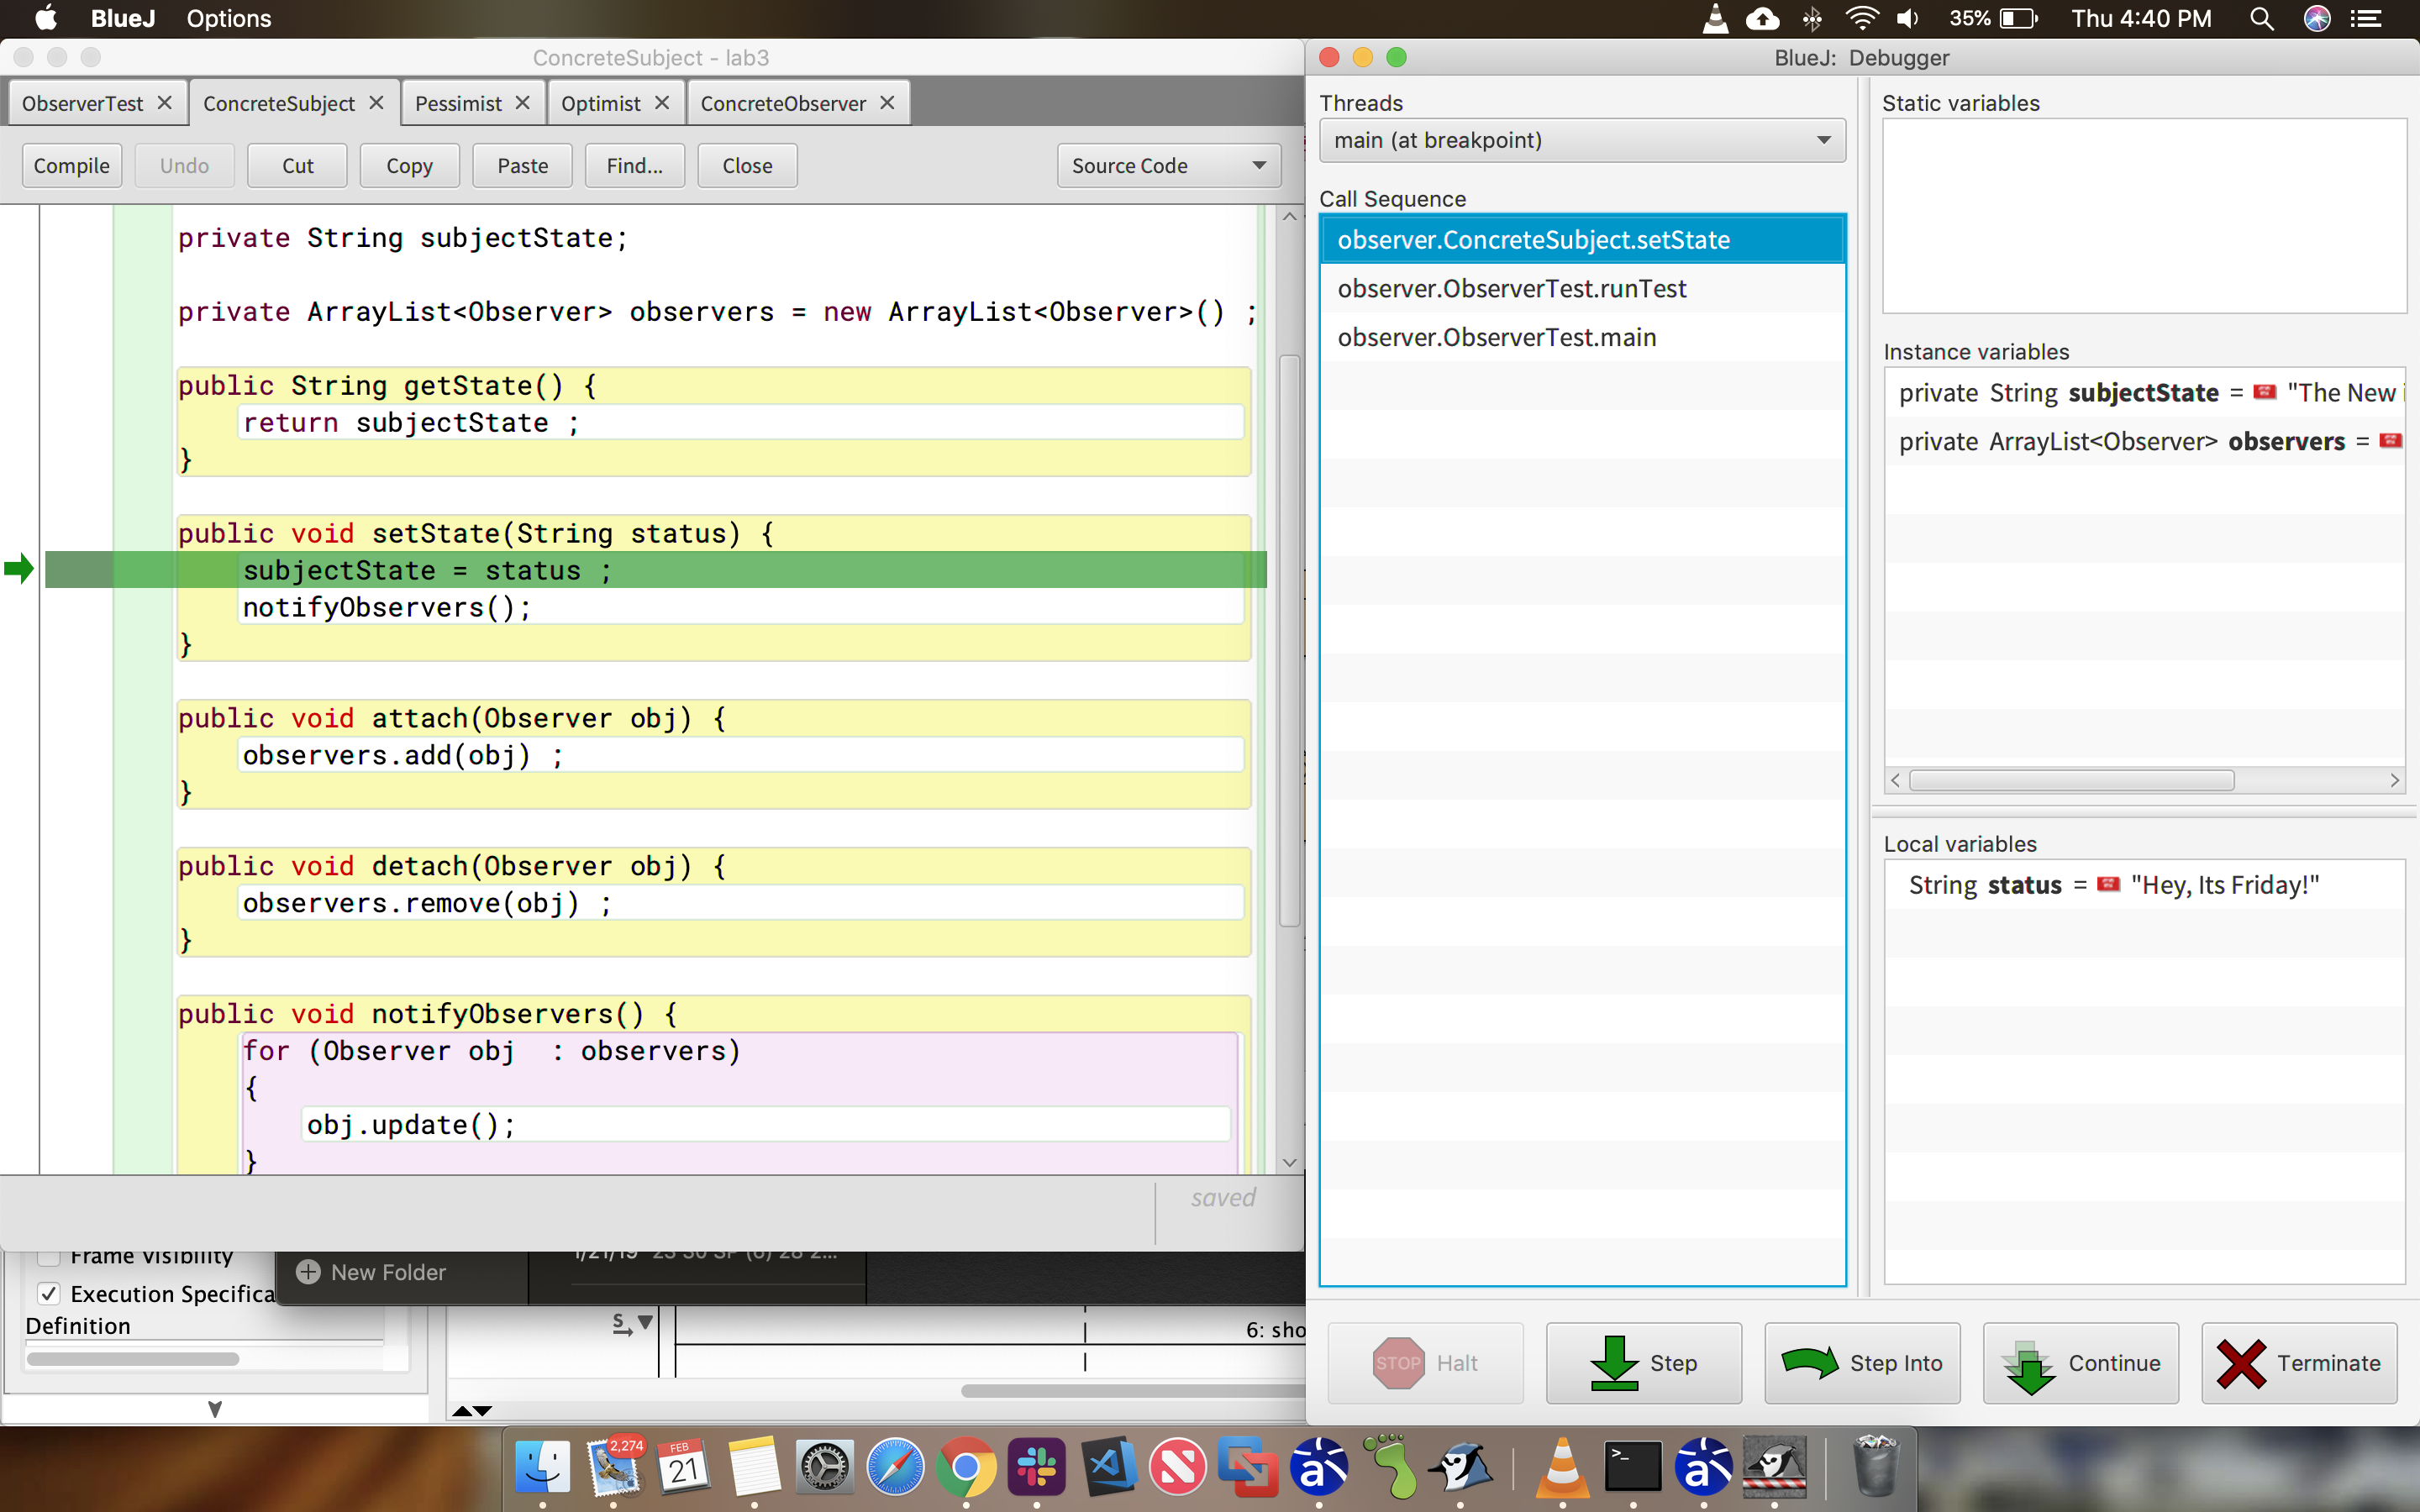 BlueJ Options
35% Thu 4:40 PM
ConcreteSubject - lab3
ObserverTest ConcreteSubject Pessimist Optimist ConcreteObserver
Compile Undo Cut Copy Paste Find... Close Source Code
private String subjectState;
private ArrayList<Observer> observers = new ArrayList<Observer>() ;
public String getState() {
return subjectState ;
}
public void setState(String status) {
subjectState = status ;
notifyObservers();
}
public void attach(Observer obj) {
observers.add(obj) ;
}
public void detach(Observer obj) {
observers.remove(obj) ;
}
public void notifyObservers() {
for (Observer obj  : observers)
{
obj.update();
}
saved
Frame Visibility
Execution Specifica
Definition
New Folder
1/21/19
S
6: sho
BlueJ: Debugger
Threads
main (at breakpoint)
Call Sequence
observer.ConcreteSubject.setState
observer.ObserverTest.runTest
observer.ObserverTest.main
Static variables
Instance variables
private String subjectState = "The New i
private ArrayList<Observer> observers =
Local variables
String status = "Hey, Its Friday!"
STOP Halt Step Step Into Continue Terminate
2,274
FEB
21